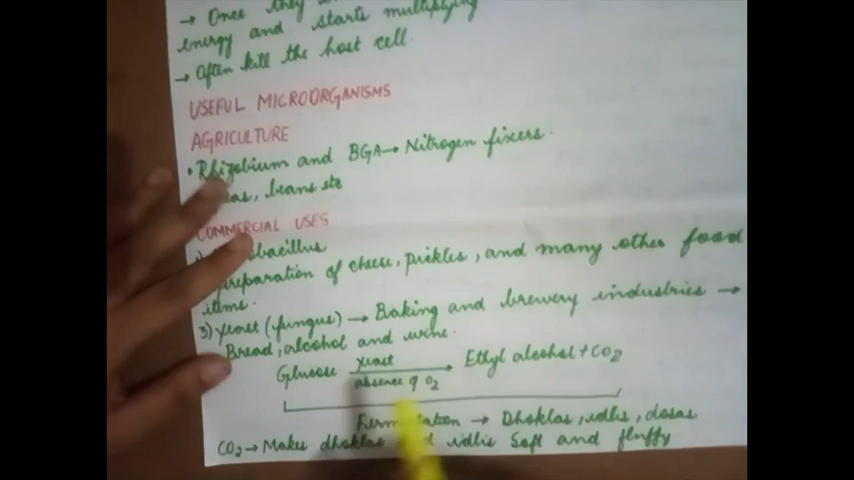 → Once they
energy and starts multiplying
→ Often kill the host cell.
USEFUL MICROORGANISMS
AGRICULTURE
• Rhizobium and BGA → Nitrogen fixers.
beans etc
COMMERCIAL USES
preparation of cheese, pickles, and many other food
items.
3) Yeast (fungus) → Baking and brewery industries →
Bread, alcohol and wine.
Glucose yeast → Ethyl alcohol + CO2
absence of O2
Fermentation → Dhoklas, idlis, dosas
CO2 → Makes dhoklas idlis soft and fluffy